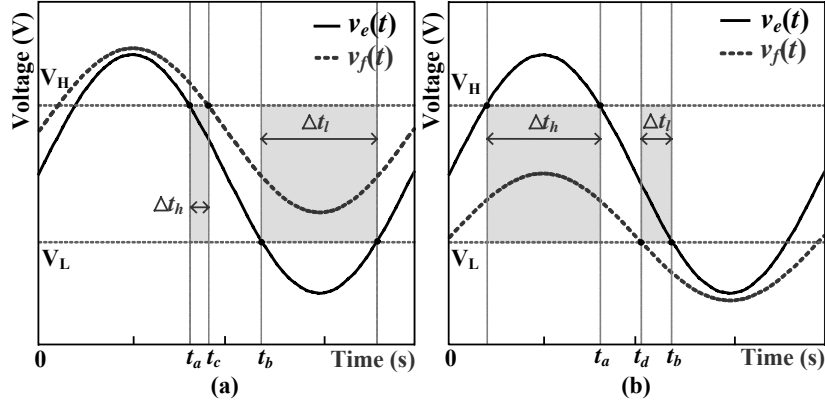 Voltage (V)
v_e(t)
v_f(t)
V_H
Δt_l
Δt_h
V_L
0
t_a t_c t_b Time (s)
(a)
Voltage (V)
v_e(t)
v_f(t)
V_H
Δt_h Δt_l
V_L
0
t_a t_d t_b Time (s)
(b)